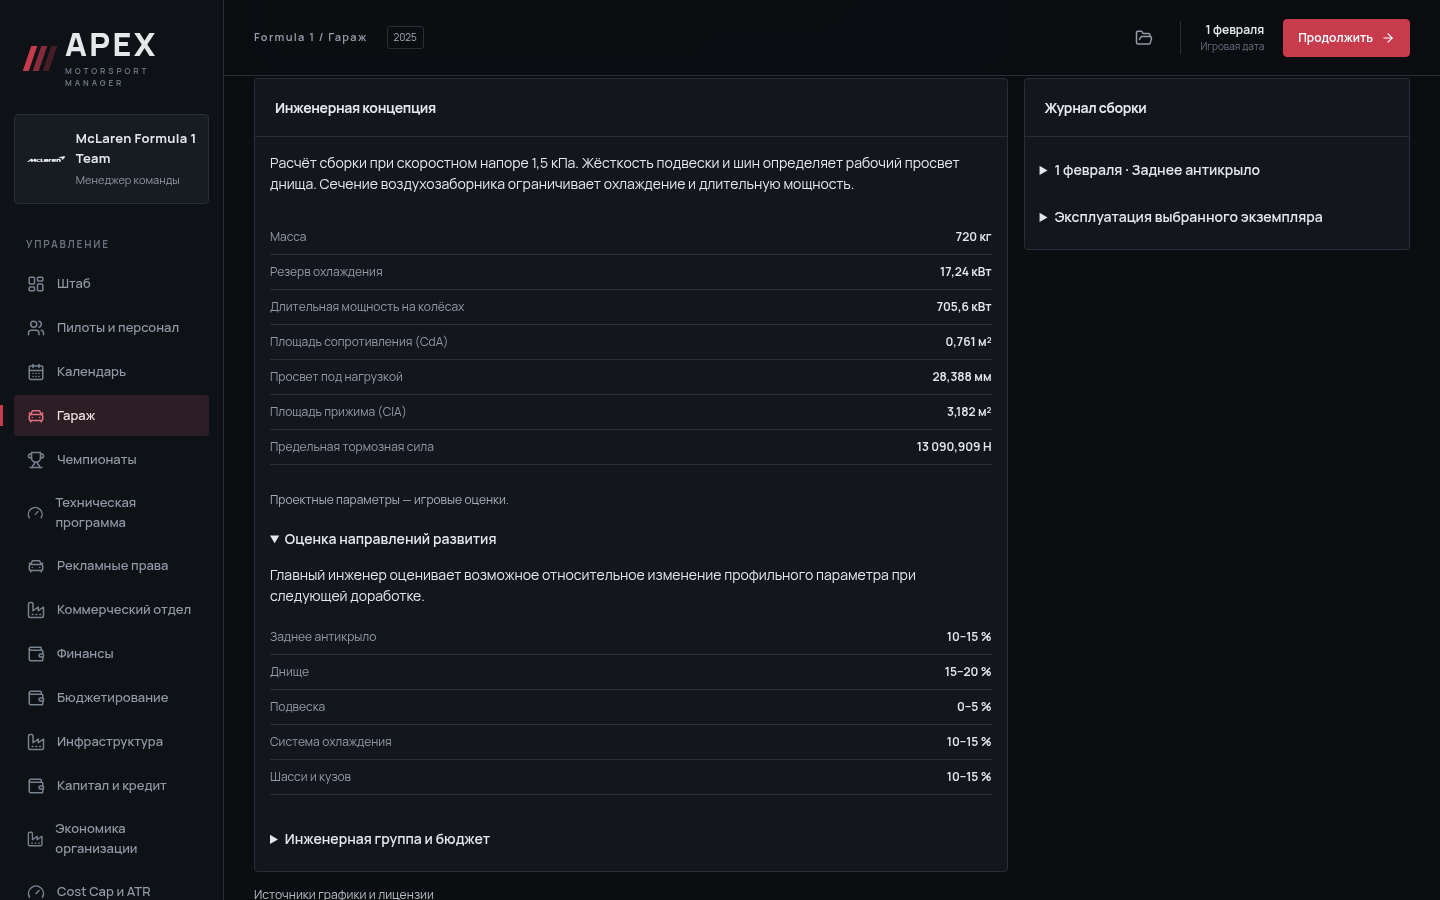 APEX
MOTORSPORT
MANAGER
McLaren
McLaren Formula 1
Team
Менеджер команды
УПРАВЛЕНИЕ
Штаб
Пилоты и персонал
Календарь
Гараж
Чемпионаты
Техническая
программа
Рекламные права
Коммерческий отдел
Финансы
Бюджетирование
Инфраструктура
Капитал и кредит
Экономика
организации
Cost Cap и ATR
Formula 1 / Гараж 2025
1 февраля
Игровая дата
Продолжить
Инженерная концепция
Расчёт сборки при скоростном напоре 1,5 кПа. Жёсткость подвески и шин определяет рабочий просвет
днища. Сечение воздухозаборника ограничивает охлаждение и длительную мощность.
Масса 720 кг
Резерв охлаждения 17,24 кВт
Длительная мощность на колёсах 705,6 кВт
Площадь сопротивления (CdA) 0,761 м²
Просвет под нагрузкой 28,388 мм
Площадь прижима (ClA) 3,182 м²
Предельная тормозная сила 13 090,909 Н
Проектные параметры — игровые оценки.
▼ Оценка направлений развития
Главный инженер оценивает возможное относительное изменение профильного параметра при
следующей доработке.
Заднее антикрыло 10–15 %
Днище 15–20 %
Подвеска 0–5 %
Система охлаждения 10–15 %
Шасси и кузов 10–15 %
▶ Инженерная группа и бюджет
Источники графики и лицензии
Журнал сборки
▶ 1 февраля · Заднее антикрыло
▶ Эксплуатация выбранного экземпляра